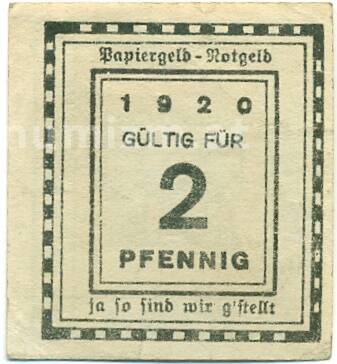 Papiergeld - Notgeld
1920
GÜLTIG FÜR
2
PFENNIG
ja so sind wir g'stellt